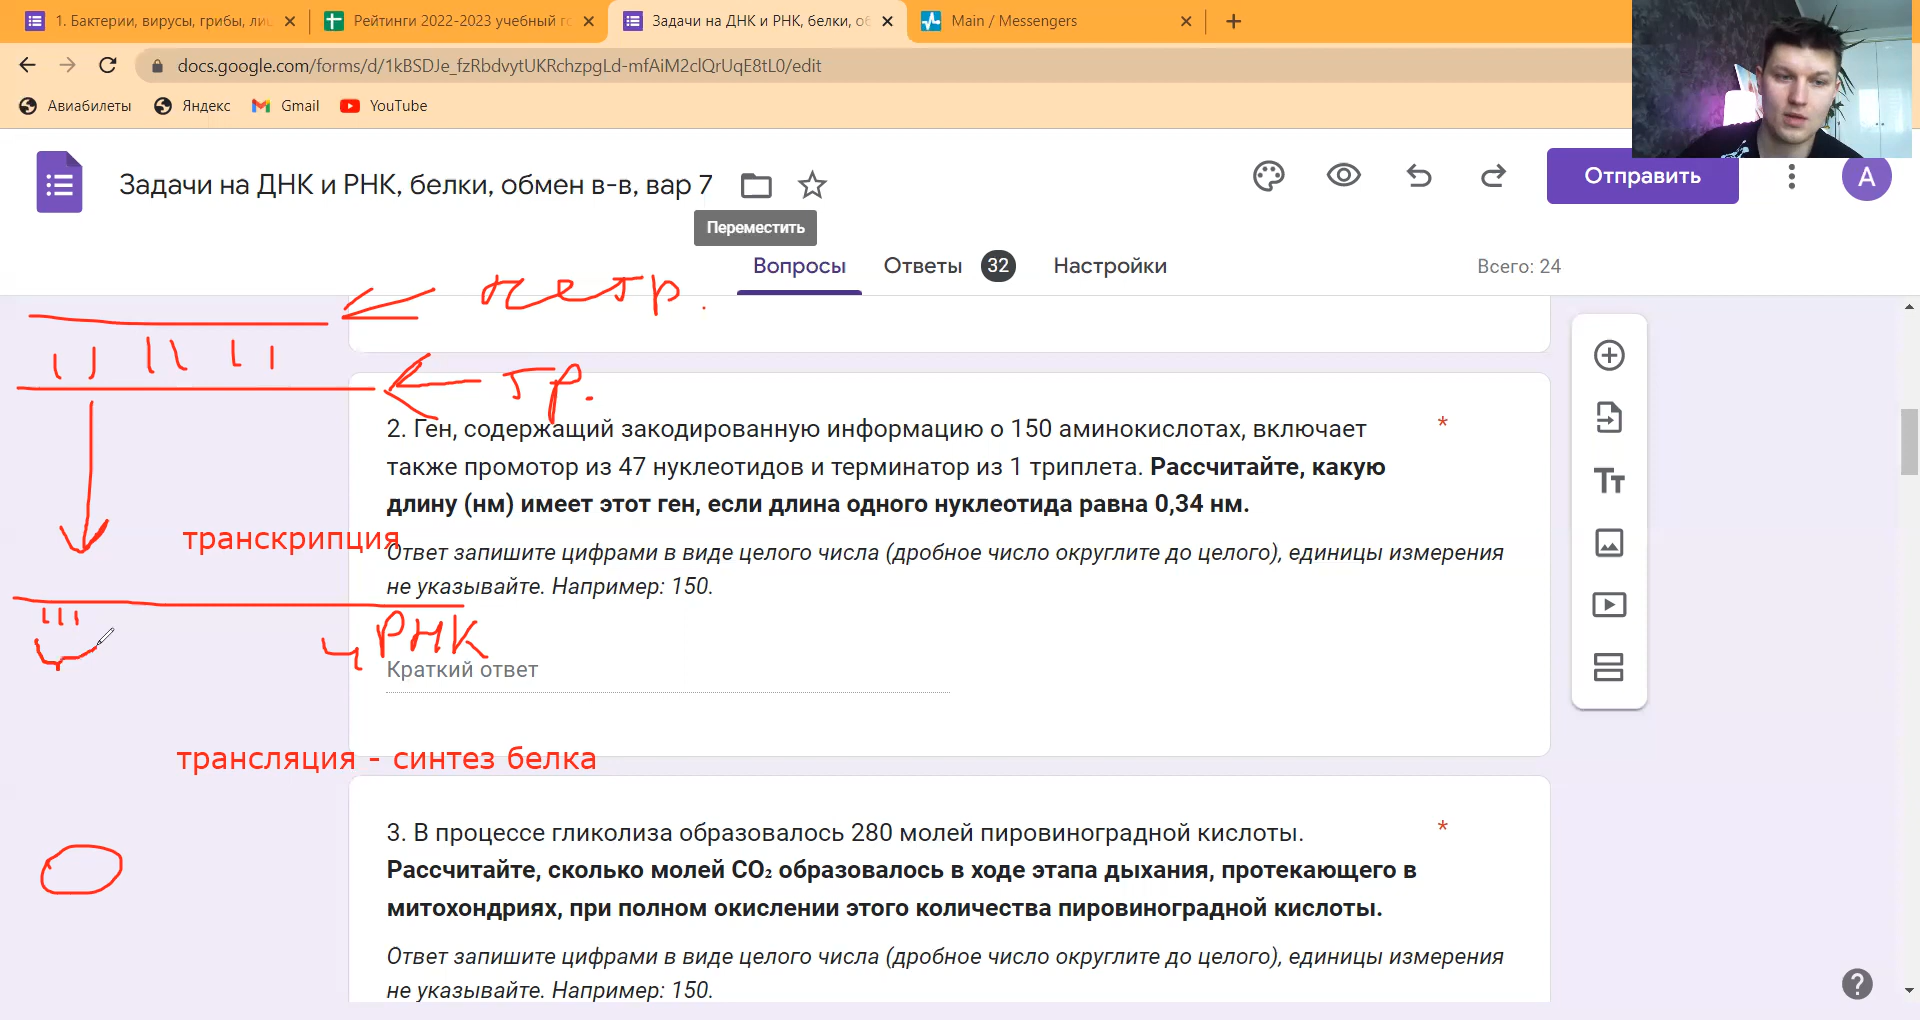 1. Бактерии, вирусы, грибы, ли
Рейтинги 2022-2023 учебный г
Задачи на ДНК и РНК, белки, об
Main / Messengers
docs.google.com/forms/d/1kBSDJe_fzRbdvytUKRchzpgLd-mfAiM2clQrUqE8tL0/edit
Авиабилеты
Яндекс
Gmail
YouTube
Задачи на ДНК и РНК, белки, обмен в-в, вар 7
Отправить
А
Переместить
Вопросы
Ответы
32
Настройки
Всего: 24
нетр.
тр.
2. Ген, содержащий закодированную информацию о 150 аминокислотах, включает *
также промотор из 47 нуклеотидов и терминатор из 1 триплета. Рассчитайте, какую
длину (нм) имеет этот ген, если длина одного нуклеотида равна 0,34 нм.
транскрипция
Ответ запишите цифрами в виде целого числа (дробное число округлите до целого), единицы измерения
не указывайте. Например: 150.
иРНК
Краткий ответ
трансляция - синтез белка
3. В процессе гликолиза образовалось 280 молей пировиноградной кислоты. *
Рассчитайте, сколько молей CO₂ образовалось в ходе этапа дыхания, протекающего в
митохондриях, при полном окислении этого количества пировиноградной кислоты.
Ответ запишите цифрами в виде целого числа (дробное число округлите до целого), единицы измерения
не указывайте. Например: 150.